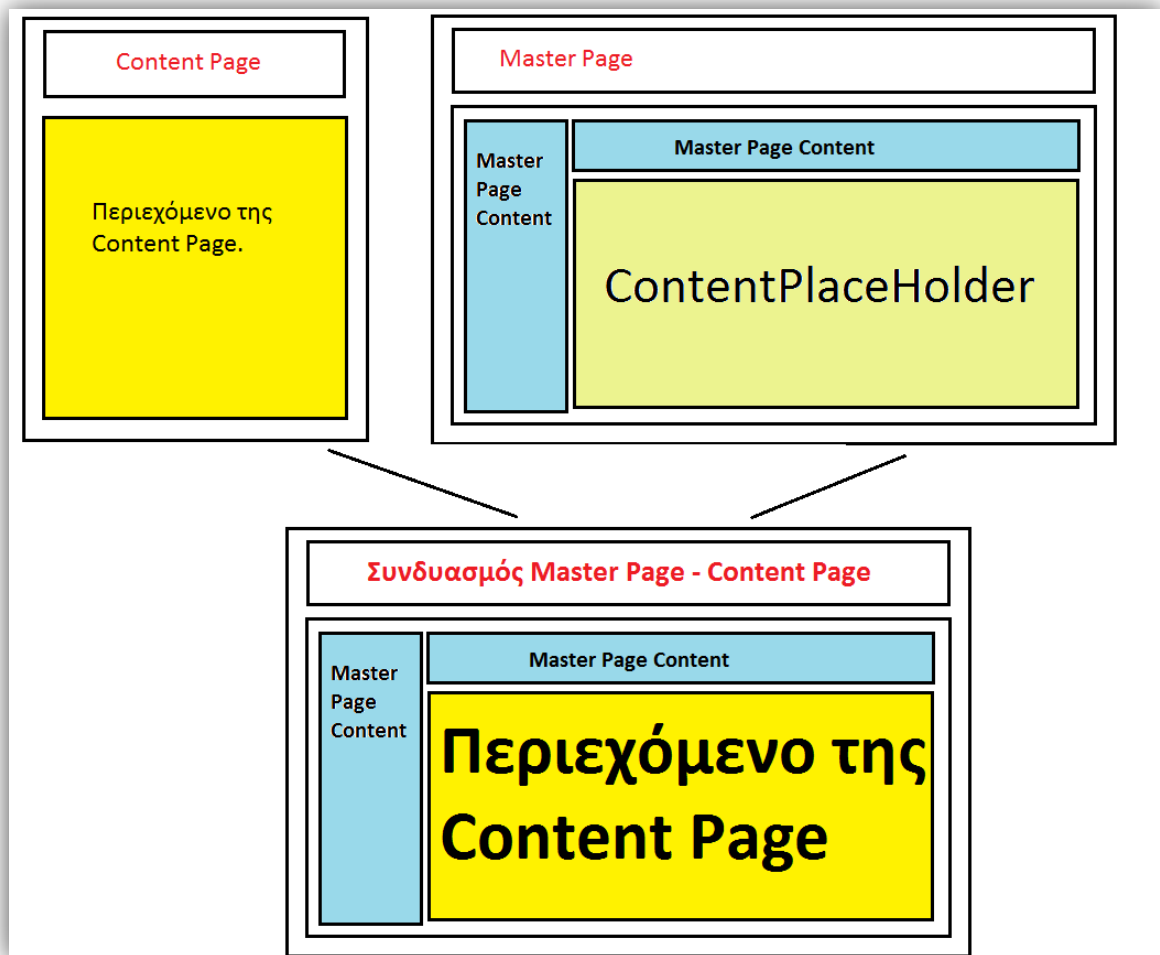 Content Page
Περιεχόμενο της
Content Page.
Master Page
Master
Page
Content
Master Page Content
ContentPlaceHolder
Συνδυασμός Master Page - Content Page
Master
Page
Content
Master Page Content
Περιεχόμενο της
Content Page